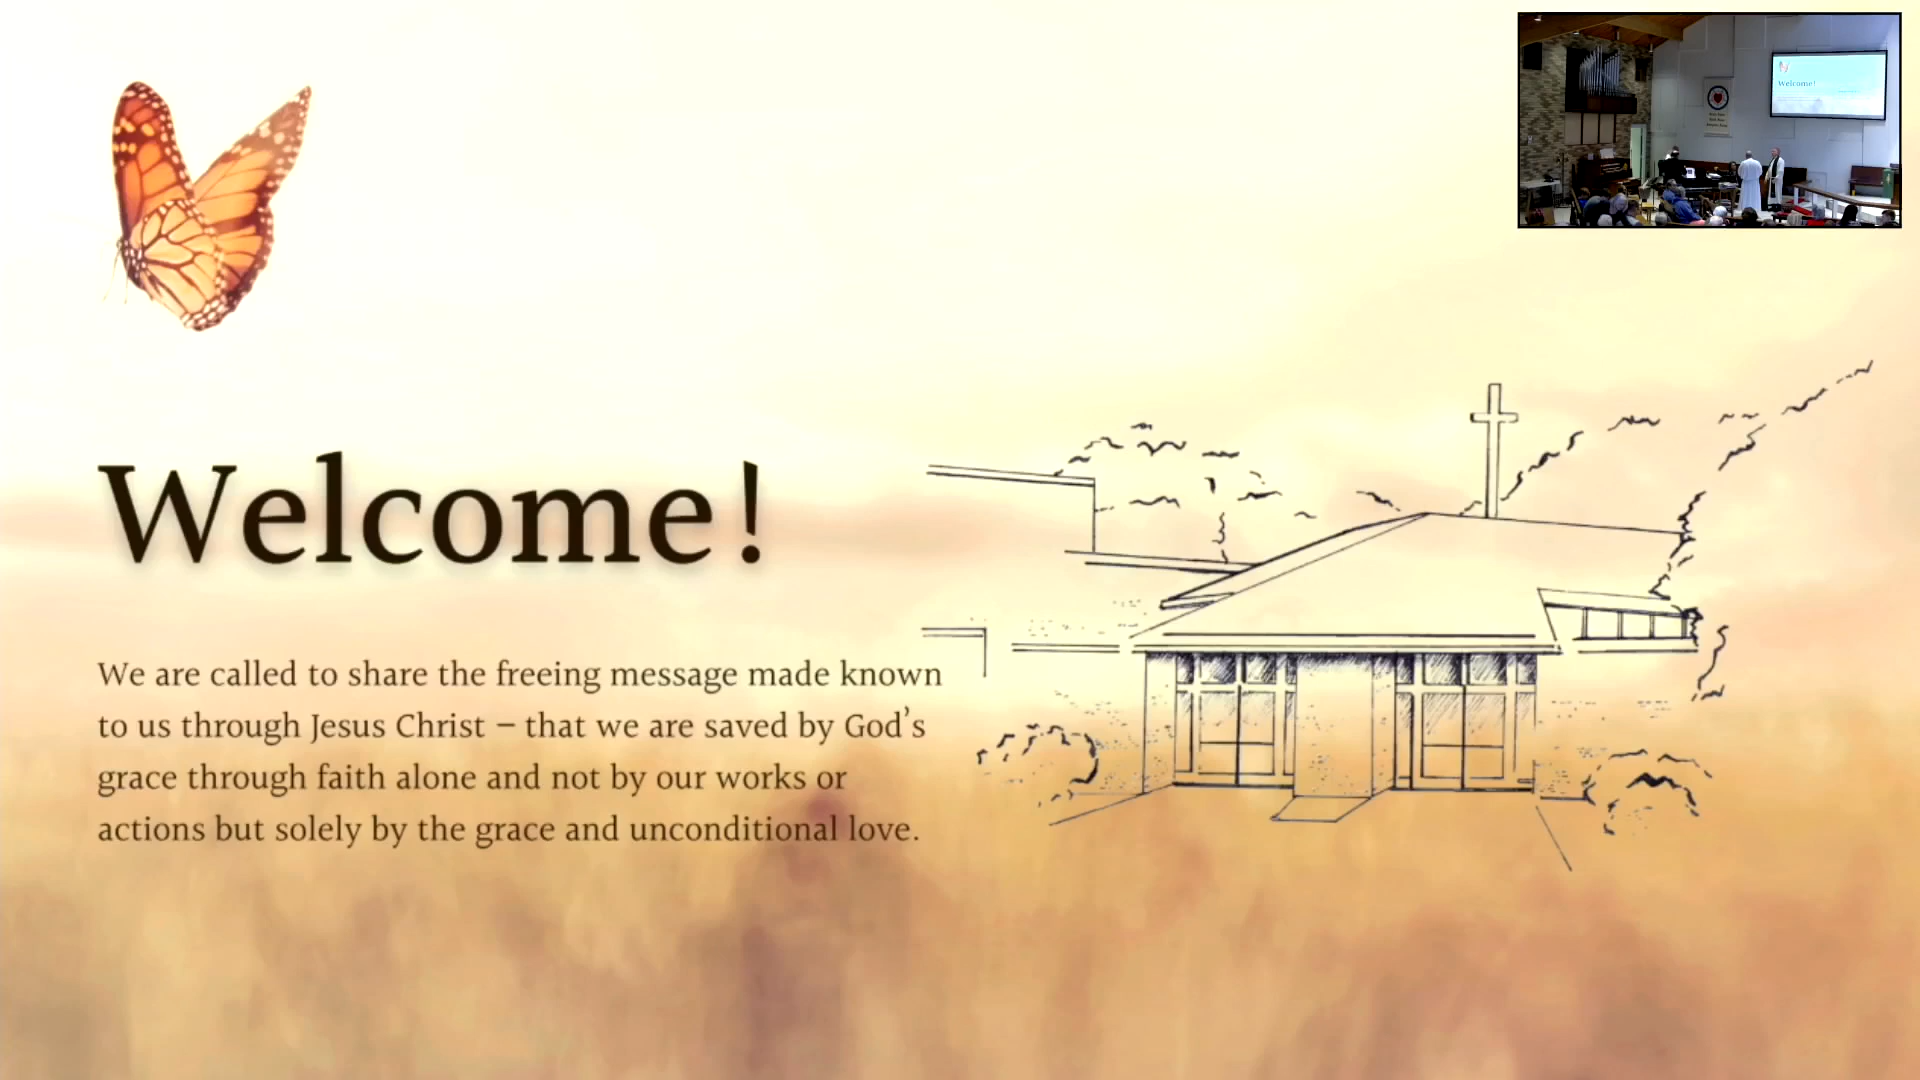 Welcome!
We are called to share the freeing message made known
to us through Jesus Christ – that we are saved by God's
grace through faith alone and not by our works or
actions but solely by the grace and unconditional love.
Welcome!